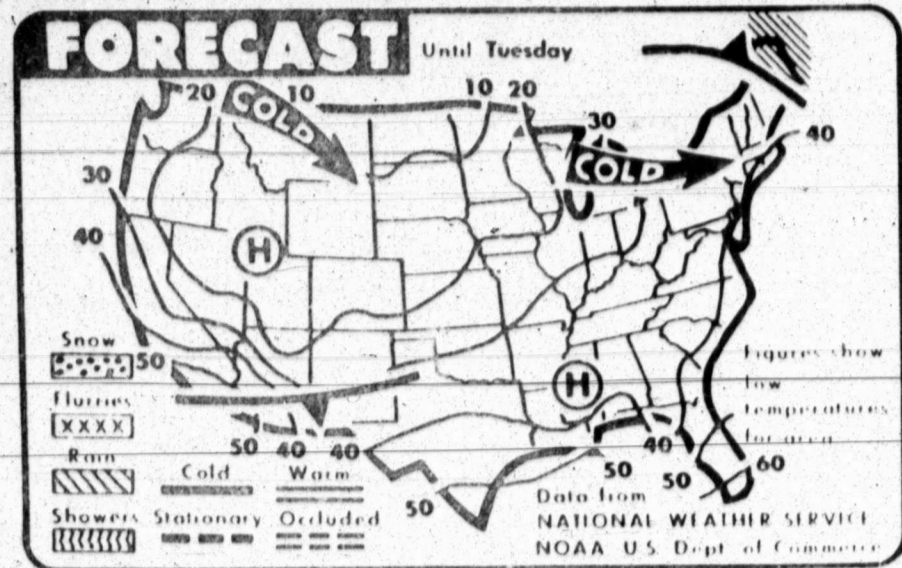 FORECAST
Until Tuesday
20 COLD 10
10 20
30
COLD
40
30
40
H
50
H
50 40 40
50
50
40
50
60
Snow
Flurries
XXXX
Rain
Showers
Cold
Warm
Stationary
Occluded
Figures show
low
temperatures
for area
Data from
NATIONAL WEATHER SERVICE
NOAA U.S. Dept. of Commerce